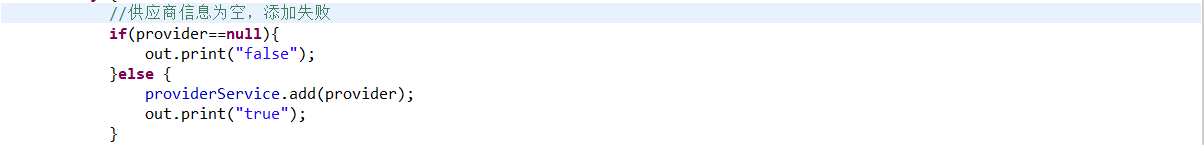 //供应商信息为空，添加失败
if(provider==null){
out.print("false");
}else {
providerService.add(provider);
out.print("true");
}